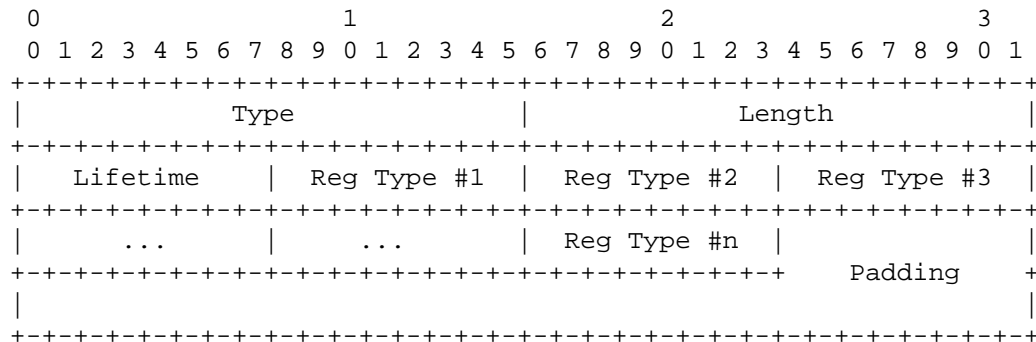 0                   1                   2                   3
 0 1 2 3 4 5 6 7 8 9 0 1 2 3 4 5 6 7 8 9 0 1 2 3 4 5 6 7 8 9 0 1
+-+-+-+-+-+-+-+-+-+-+-+-+-+-+-+-+-+-+-+-+-+-+-+-+-+-+-+-+-+-+-+-+
|             Type              |             Length            |
+-+-+-+-+-+-+-+-+-+-+-+-+-+-+-+-+-+-+-+-+-+-+-+-+-+-+-+-+-+-+-+-+
|   Lifetime    |  Reg Type #1  |  Reg Type #2  |  Reg Type #3  |
+-+-+-+-+-+-+-+-+-+-+-+-+-+-+-+-+-+-+-+-+-+-+-+-+-+-+-+-+-+-+-+-+
|      ...      |     ...       |  Reg Type #n  |               |
+-+-+-+-+-+-+-+-+-+-+-+-+-+-+-+-+-+-+-+-+-+-+-+-+    Padding    +
|                                                               |
+-+-+-+-+-+-+-+-+-+-+-+-+-+-+-+-+-+-+-+-+-+-+-+-+-+-+-+-+-+-+-+-+